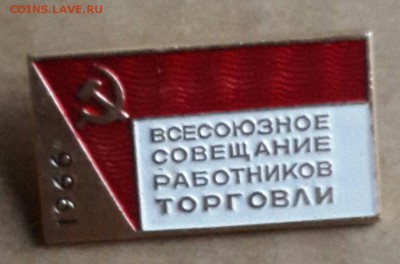 COINS.LAVE.RU
1966
ВСЕСОЮЗНОЕ
СОВЕЩАНИЕ
РАБОТНИКОВ
ТОРГОВЛИ